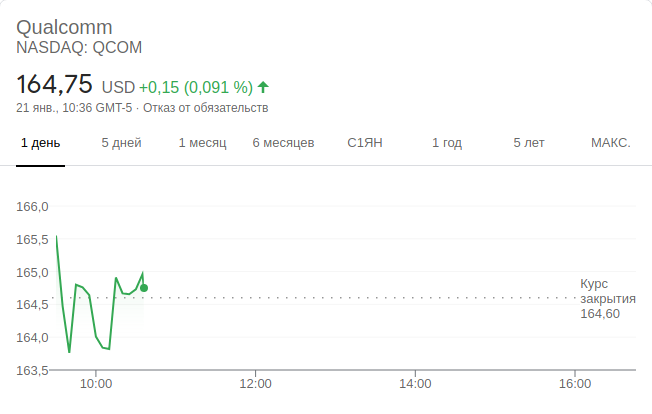 Qualcomm
NASDAQ: QCOM
164,75 USD +0,15 (0,091 %)
21 янв., 10:36 GMT-5 · Отказ от обязательств
1 день 5 дней 1 месяц 6 месяцев С1ЯН 1 год 5 лет МАКС.
166,0
165,5
165,0
164,5
164,0
163,5
Курс
закрытия
164,60
10:00 12:00 14:00 16:00